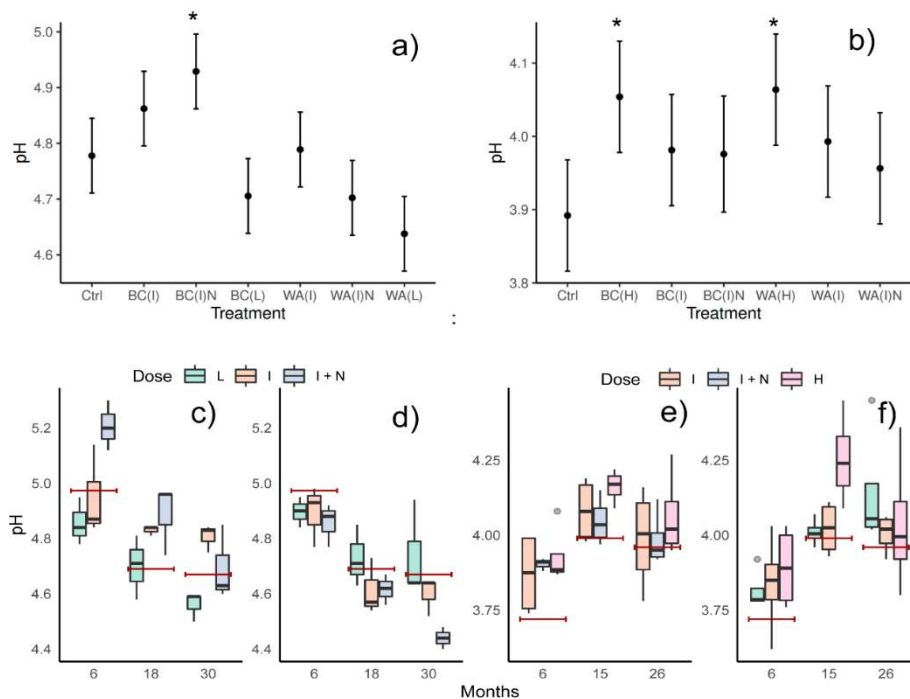 a)
*
5.0
4.9
4.8
4.7
4.6
pH
Ctrl BC(I) BC(I)N BC(L) WA(I) WA(I)N WA(L)
Treatment
b)
* *
4.1
4.0
3.9
3.8
pH
Ctrl BC(H) BC(I) BC(I)N WA(H) WA(I) WA(I)N
Treatment
:
Dose L I I + N
c)
5.2
5.0
4.8
4.6
4.4
pH
6 18 30
d)
5.2
5.0
4.8
4.6
4.4
6 18 30
Dose I I + N H
e)
4.25
4.00
3.75
6 15 26
f)
4.25
4.00
3.75
6 15 26
Months